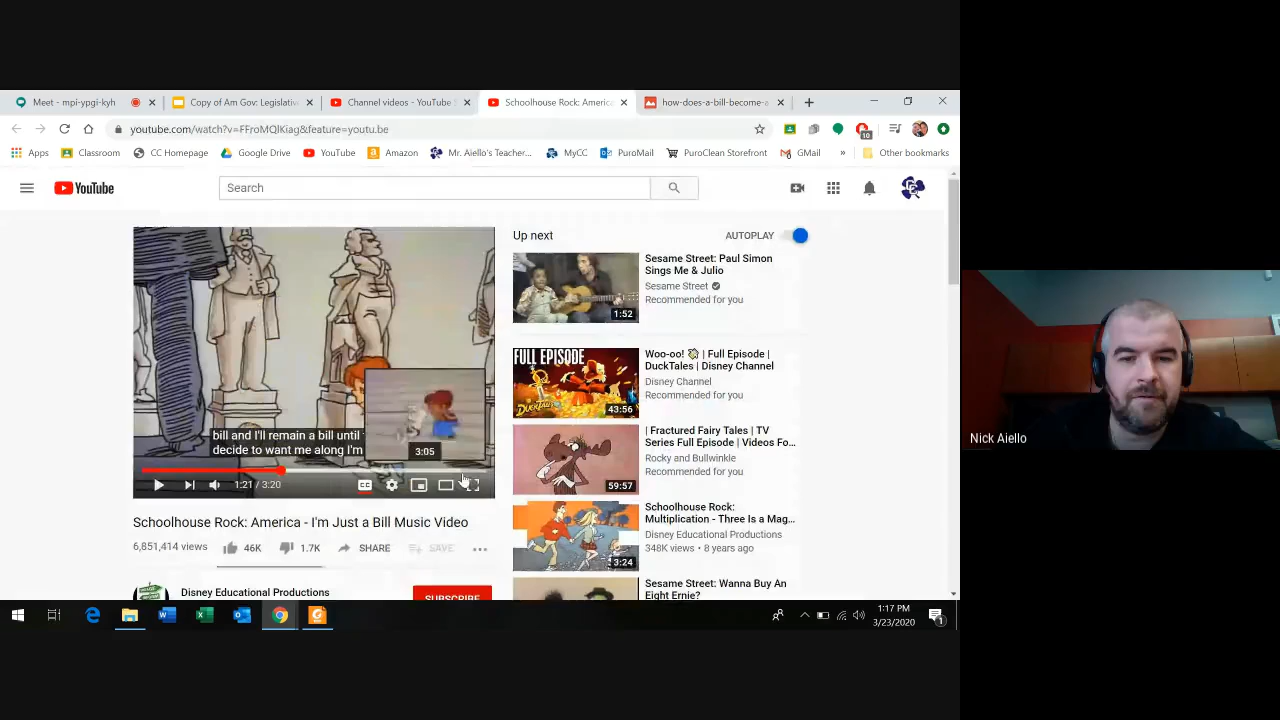 Meet - mpi-ypgi-kyh
Copy of Am Gov: Legislativ
Channel videos - YouTube S
Schoolhouse Rock: America
how-does-a-bill-become-a
youtube.com/watch?v=FFroMQlKiag&feature=youtu.be
10
Apps
Classroom
CC Homepage
Google Drive
YouTube
Amazon
Mr. Aiello's Teacher...
MyCC
PuroMail
PuroClean Storefront
GMail
»
Other bookmarks
YouTube
Search
Up next
AUTOPLAY
Sesame Street: Paul Simon
Sings Me & Julio
Sesame Street
Recommended for you
1:52
FULL EPISODE
DUCKTALES
43:56
Woo-oo! | Full Episode |
DuckTales | Disney Channel
Disney Channel
Recommended for you
| Fractured Fairy Tales | TV
Series Full Episode | Videos Fo...
Rocky and Bullwinkle
Recommended for you
59:57
Schoolhouse Rock:
Multiplication - Three Is a Mag...
Disney Educational Productions
348K views • 8 years ago
3:24
Sesame Street: Wanna Buy An
Eight Ernie?
bill and I'll remain a bill until
decide to want me along I'm
3:05
1:21 / 3:20
CC
Schoolhouse Rock: America - I'm Just a Bill Music Video
6,851,414 views
46K
1.7K
SHARE
SAVE
Disney Educational Productions
SUBSCRIBE
Nick Aiello
1:17 PM
3/23/2020
1